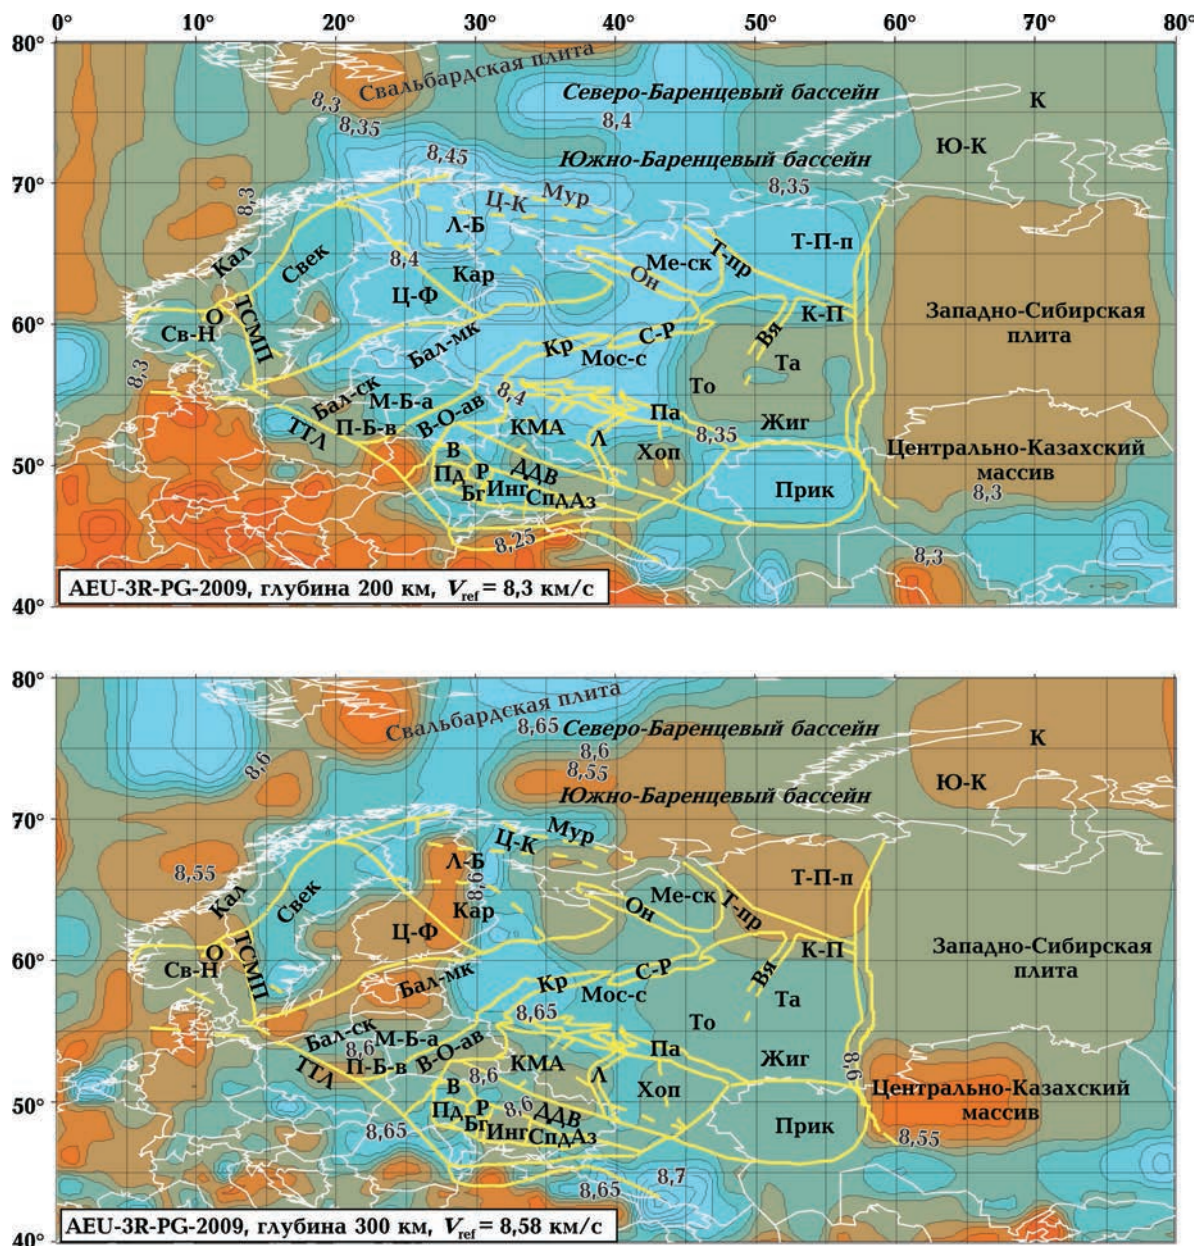 0° 10° 20° 30° 40° 50° 60° 70° 80°
80°
Свальбардская плита
Северо-Баренцевый бассейн
К
8,3
8,35
8,4
Ю-К
8,45
Южно-Баренцевый бассейн
70°
8,3
Ц-К
Мур
8,35
Л-Б
Кал
Свек
8,4
Кар
Ме-ск
Т-пр
Т-П-п
Он
Ц-Ф
60°
О
ТСМП
Св-Н
К-П
Западно-Сибирская
плита
Бал-мк
Кр
С-Р
Вя
Мос-с
8,3
Та
То
Бал-ск
М-Б-а
8,4
Па
Жиг
П-Б-в
В-О-ав
КМА
Л
8,35
ТТЛ
В
Хоп
Центрально-Казахский
массив
50°
Пд
Р
ДДВ
Бг
Инг
Спд
Аз
Прик
8,3
8,25
8,3
AEU-3R-PG-2009, глубина 200 км, Vref = 8,3 км/с
40°
80°
Свальбардская плита
8,65
Северо-Баренцевый бассейн
К
8,6
8,6
8,55
Ю-К
Южно-Баренцевый бассейн
70°
Ц-К
Мур
8,55
Л-Б
8,6
Т-П-п
Кал
Свек
Кар
Ме-ск
Т-пр
Он
Ц-Ф
60°
О
ТСМП
Св-Н
К-П
Западно-Сибирская
плита
Бал-мк
Кр
С-Р
Вя
Мос-с
Та
8,65
То
Бал-ск
М-Б-а
8,6
Па
Жиг
8,6
П-Б-в
В-О-ав
КМА
Л
ТТЛ
8,6
В
Хоп
Центрально-Казахский
массив
50°
Пд
Р
8,6
ДДВ
Бг
Инг
Спд
Аз
Прик
8,65
8,55
8,65
8,7
AEU-3R-PG-2009, глубина 300 км, Vref = 8,58 км/с
40°